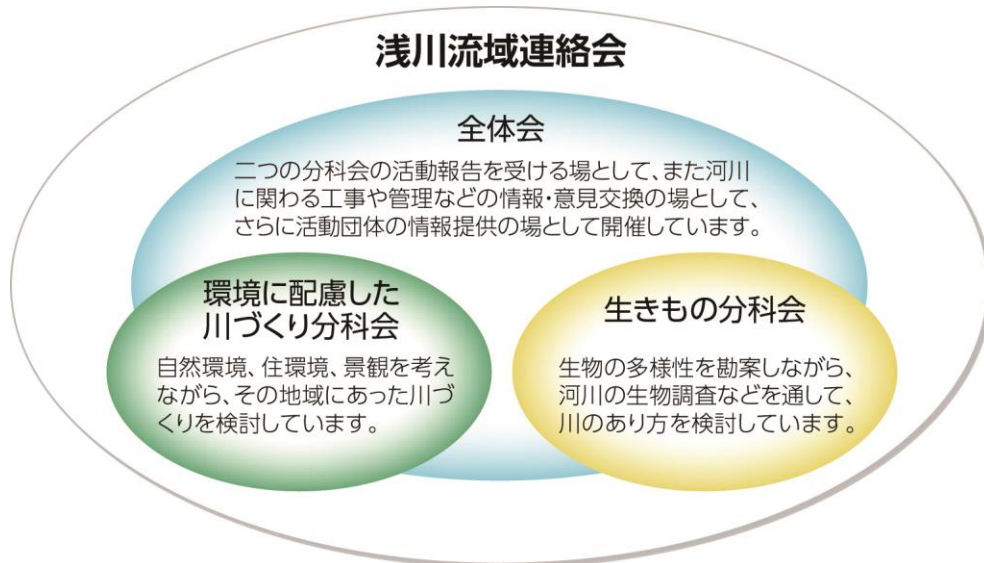 浅川流域連絡会
全体会
二つの分科会の活動報告を受ける場として、また河川
に関わる工事や管理などの情報・意見交換の場として、
さらに活動団体の情報提供の場として開催しています。
環境に配慮した
川づくり分科会
自然環境、住環境、景観を考え
ながら、その地域にあった川づ
くりを検討しています。
生きもの分科会
生物の多様性を勘案しながら、
河川の生物調査などを通して、
川のあり方を検討しています。